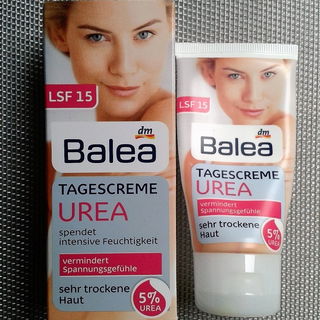 LSF 15
dm
Balea
TAGESCREME
UREA
spendet
intensive Feuchtigkeit
vermindert
Spannungsgefühle
sehr trockene
Haut
5%
UREA
LSF 15
dm
Balea
TAGESCREME
UREA
vermindert
Spannungsgefühle
sehr trockene
Haut
5%
UREA